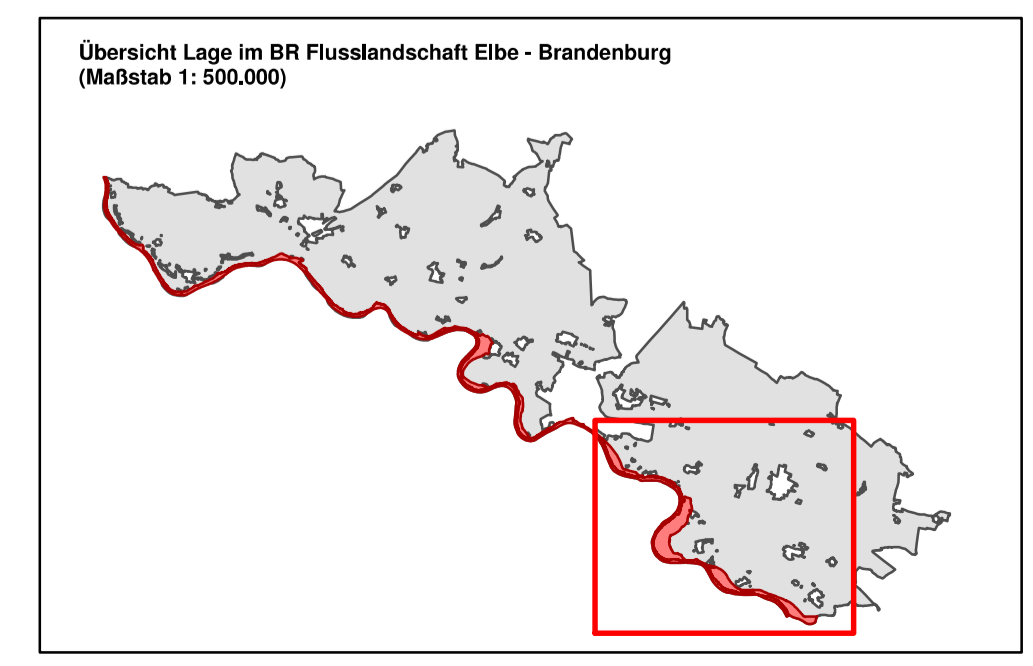 Übersicht Lage im BR Flusslandschaft Elbe - Brandenburg
(Maßstab 1: 500.000)